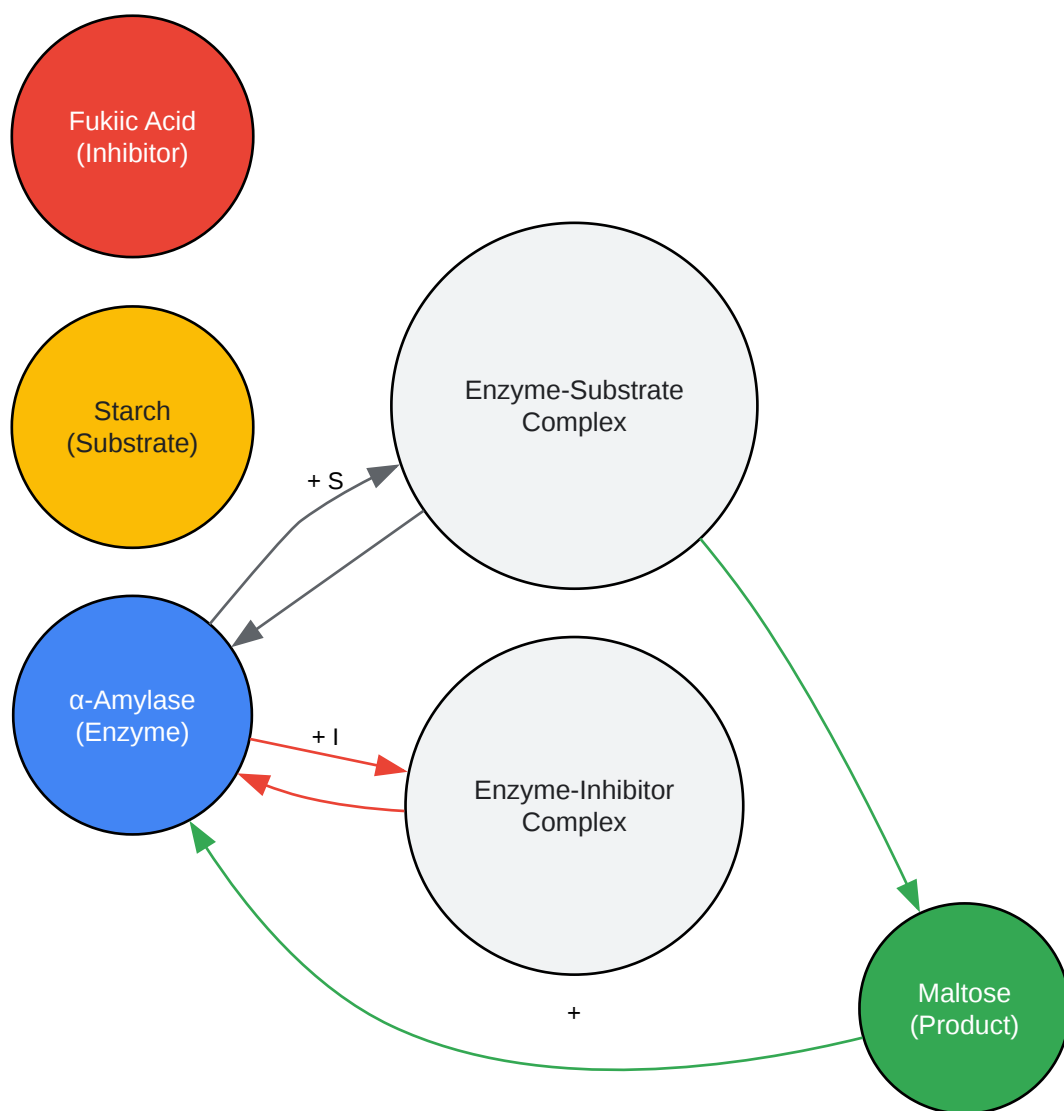 Fukiic Acid
(Inhibitor)
Starch
(Substrate)
Enzyme-Substrate
Complex
+ S
α-Amylase
(Enzyme)
+ I
Enzyme-Inhibitor
Complex
+
Maltose
(Product)